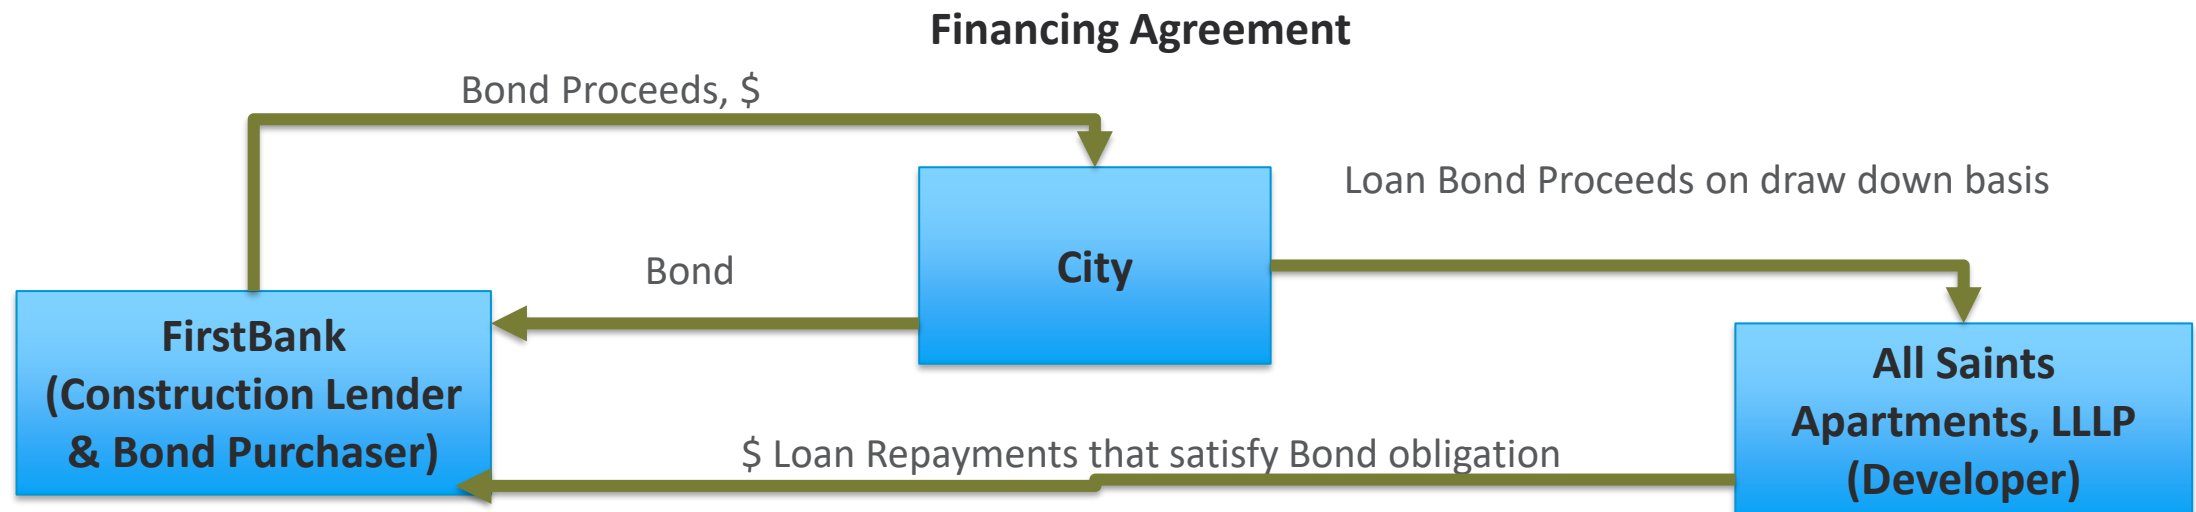 Financing Agreement
Bond Proceeds, $
Loan Bond Proceeds on draw down basis
City
Bond
FirstBank
(Construction Lender
& Bond Purchaser)
All Saints
Apartments, LLLP
(Developer)
$ Loan Repayments that satisfy Bond obligation